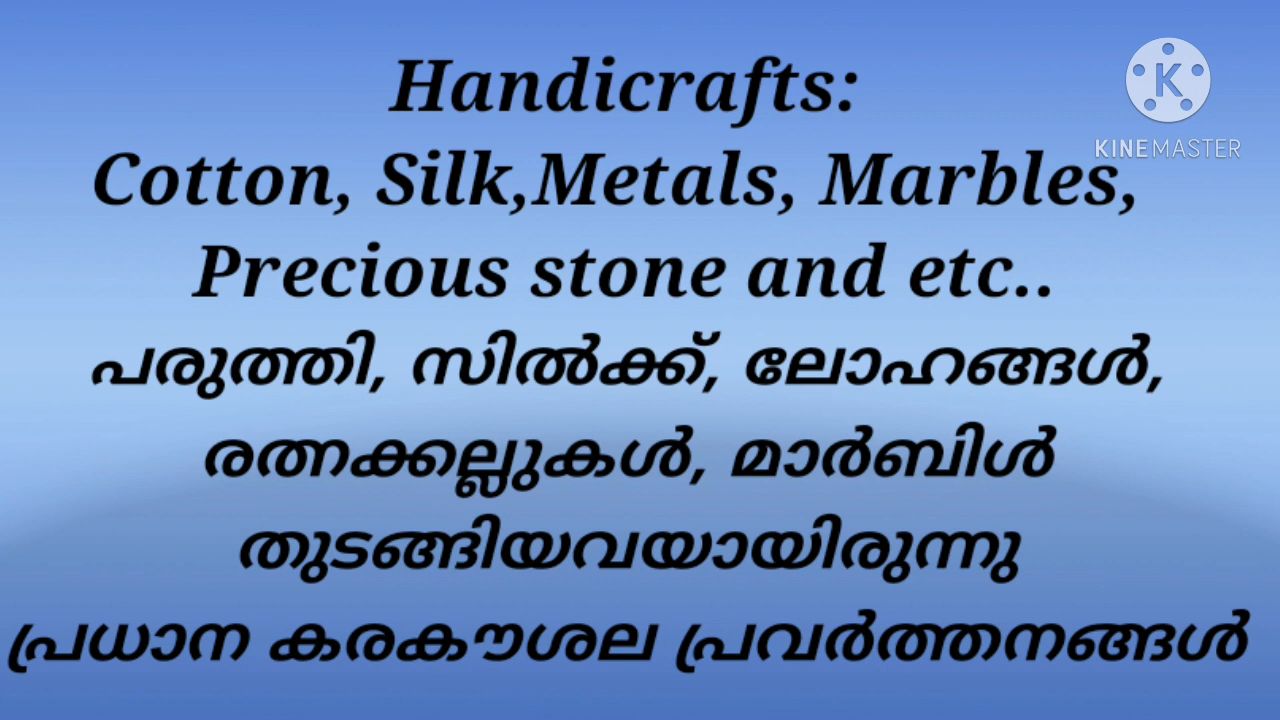 Handicrafts:
Cotton, Silk,Metals, Marbles,
Precious stone and etc..
പരുത്തി, സിൽക്ക്, ലോഹങ്ങൾ,
രത്നക്കല്ലുകൾ, മാർബിൾ
തുടങ്ങിയവയായിരുന്നു
പ്രധാന കരകൗശല പ്രവർത്തനങ്ങൾ
K
KINEMASTER